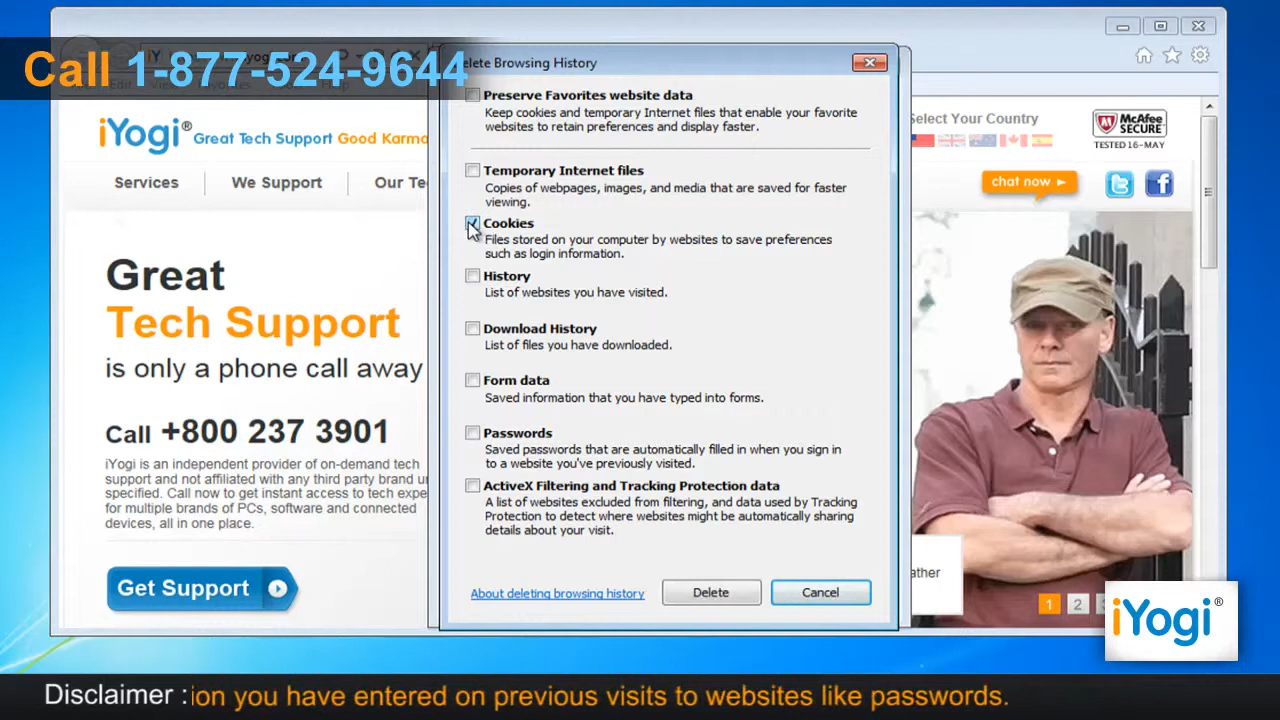 Call 1-877-524-9644
elete Browsing History
Preserve Favorites website data
Keep cookies and temporary Internet files that enable your favorite
websites to retain preferences and display faster.
Temporary Internet files
Copies of webpages, images, and media that are saved for faster
viewing.
Cookies
Files stored on your computer by websites to save preferences
such as login information.
History
List of websites you have visited.
Download History
List of files you have downloaded.
Form data
Saved information that you have typed into forms.
Passwords
Saved passwords that are automatically filled in when you sign in
to a website you've previously visited.
ActiveX Filtering and Tracking Protection data
A list of websites excluded from filtering, and data used by Tracking
Protection to detect where websites might be automatically sharing
details about your visit.
About deleting browsing history
Delete
Cancel
iYogi® Great Tech Support Good Karma
Services
We Support
Our Te
Select Your Country
McAfee
SECURE
TESTED 16-MAY
chat now
Great
Tech Support
is only a phone call away
Call +800 237 3901
iYogi is an independent provider of on-demand tech
support and not affiliated with any third party brand un
specified. Call now to get instant access to tech expe
for multiple brands of PCs, software and connected
devices, all in one place.
Get Support
ather
1 2
iYogi®
Disclaimer : ion you have entered on previous visits to websites like passwords.